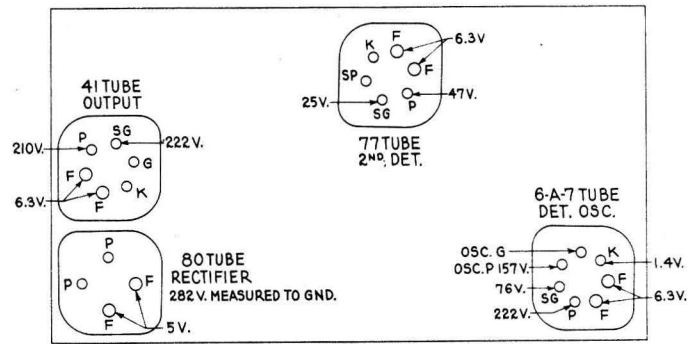 K
F
F
6.3V
SP
25V.
SG
P
47V.
77 TUBE
2ND. DET.
41 TUBE
OUTPUT
210V.
P
SG
222V.
G
F
F
K
6.3V.
80 TUBE
RECTIFIER
282 V. MEASURED TO GND.
P
P
F
F
5V.
6-A-7 TUBE
DET. OSC.
OSC. G
K
OSC. P 157V.
1.4V.
76V.
SG
F
222V.
P
F
6.3V.